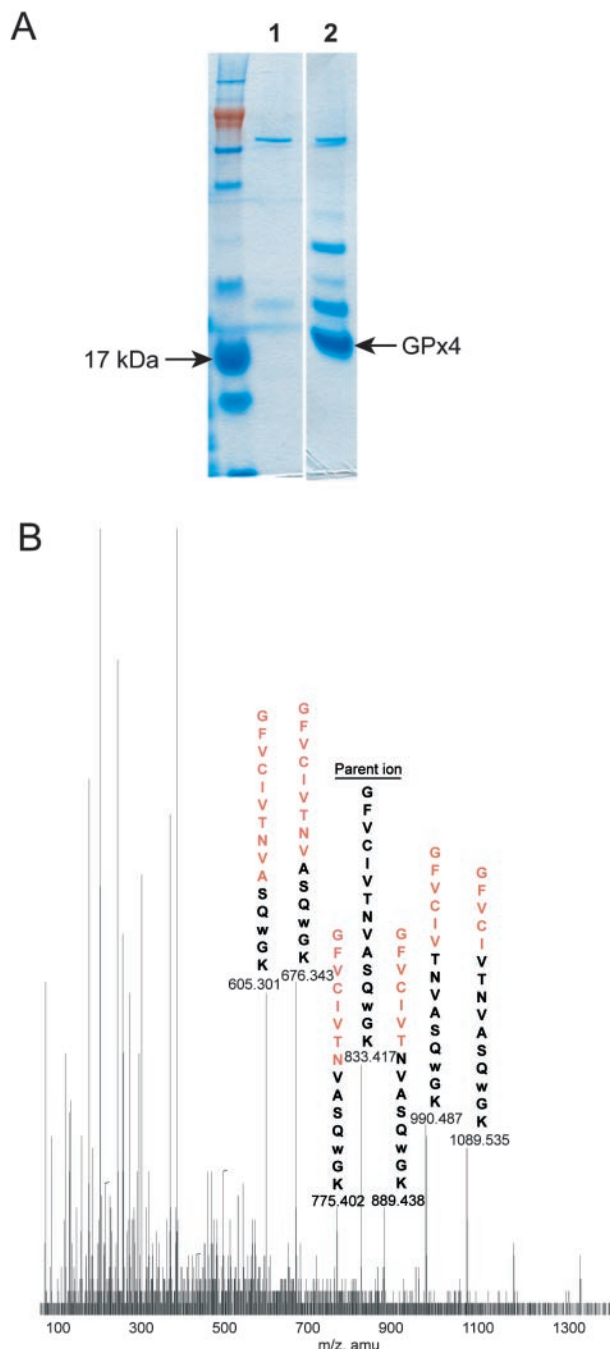 A
1 2
17 kDa
GPx4
B
GFVCIVTNVASQwGK
605.301
GFVCIVTNVASQwGK
676.343
GFVCIVTNVASQwGK
775.402
Parent ion
GFVCIVTNVASQwGK
833.417
GFVCIVTNVASQwGK
889.438
GFVCIVTNVASQwGK
990.487
GFVCIVTNVASQwGK
1089.535
100 300 500 700 900 1100 1300
m/z, amu